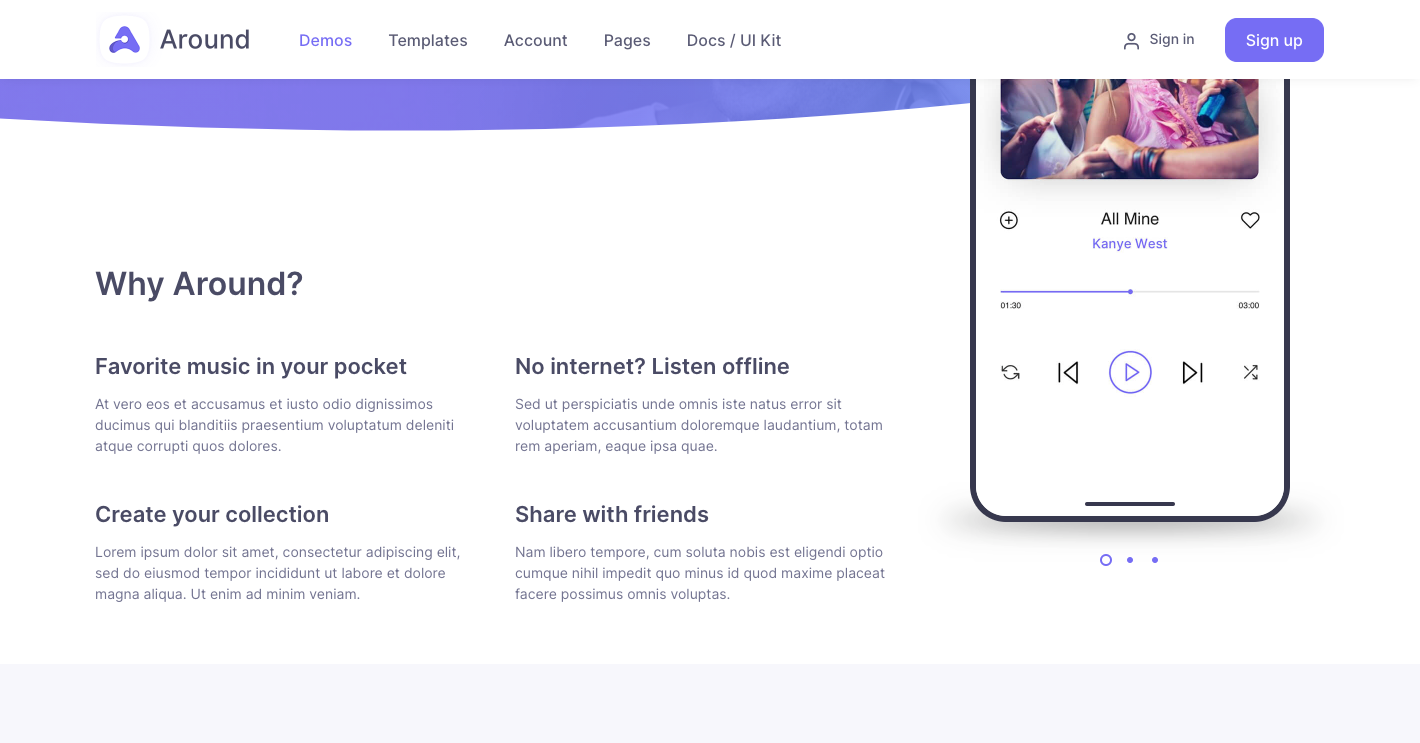 Around
Demos
Templates
Account
Pages
Docs / UI Kit
Sign in
Sign up
Why Around?
Favorite music in your pocket
At vero eos et accusamus et iusto odio dignissimos
ducimus qui blanditiis praesentium voluptatum deleniti
atque corrupti quos dolores.
No internet? Listen offline
Sed ut perspiciatis unde omnis iste natus error sit
voluptatem accusantium doloremque laudantium, totam
rem aperiam, eaque ipsa quae.
Create your collection
Lorem ipsum dolor sit amet, consectetur adipiscing elit,
sed do eiusmod tempor incididunt ut labore et dolore
magna aliqua. Ut enim ad minim veniam.
Share with friends
Nam libero tempore, cum soluta nobis est eligendi optio
cumque nihil impedit quo minus id quod maxime placeat
facere possimus omnis voluptas.
All Mine
Kanye West
01:30
03:00